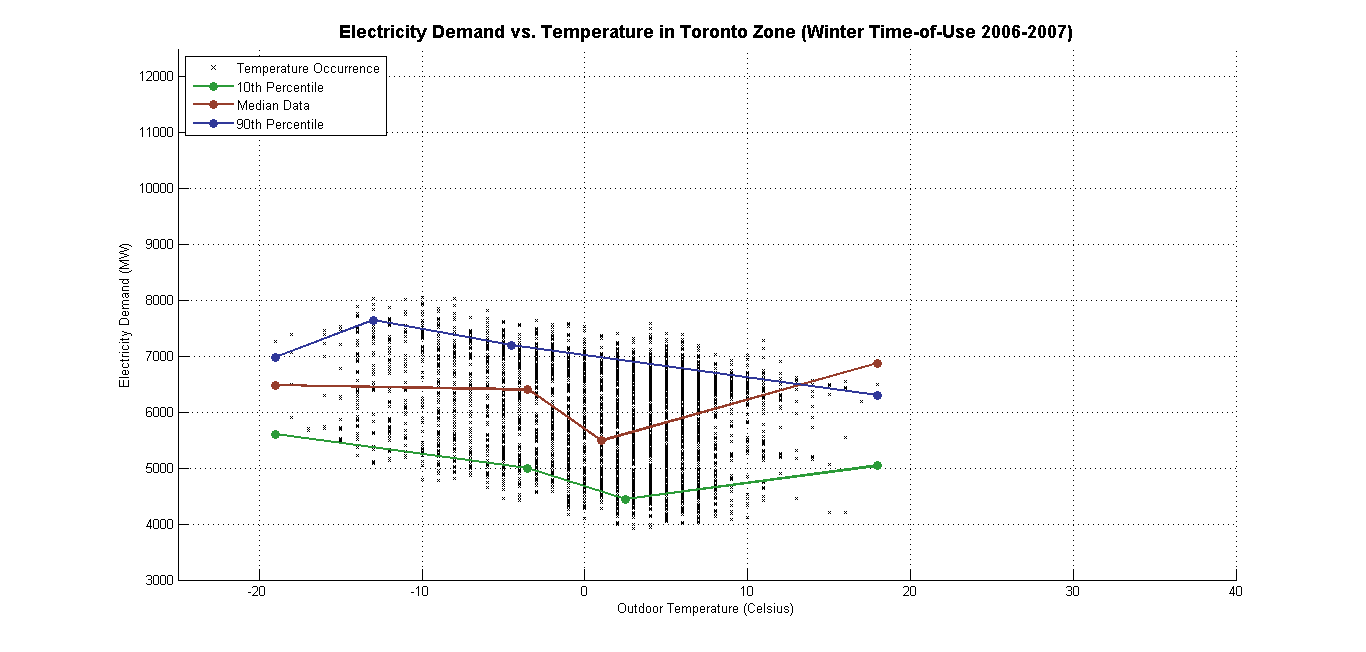 Electricity Demand vs. Temperature in Toronto Zone (Winter Time-of-Use 2006-2007)
Temperature Occurrence
10th Percentile
Median Data
90th Percentile
12000
11000
10000
9000
8000
7000
6000
5000
4000
3000
Electricity Demand (MW)
-20 -10 0 10 20 30 40
Outdoor Temperature (Celsius)